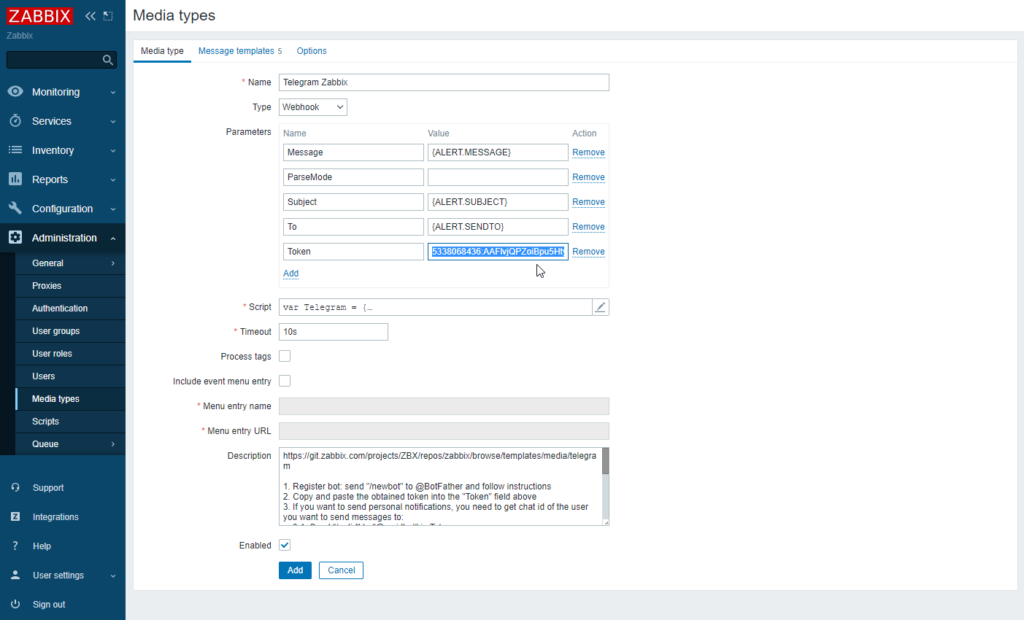 ZABBIX
Zabbix
Monitoring
Services
Inventory
Reports
Configuration
Administration
General
Proxies
Authentication
User groups
User roles
Users
Media types
Scripts
Queue
Support
Integrations
Help
User settings
Sign out
Media types
Media type Message templates 5 Options
* Name Telegram Zabbix
Type Webhook
Parameters Name Value Action
Message {ALERT.MESSAGE} Remove
ParseMode Remove
Subject {ALERT.SUBJECT} Remove
To {ALERT.SENDTO} Remove
Token Remove
Add
* Script var Telegram = {…
* Timeout 10s
Process tags
Include event menu entry
* Menu entry name
* Menu entry URL
Description https://git.zabbix.com/projects/ZBX/repos/zabbix/browse/templates/media/telegra
m
1. Register bot: send "/newbot" to @BotFather and follow instructions
2. Copy and paste the obtained token into the "Token" field above
3. If you want to send personal notifications, you need to get chat id of the user
you want to send messages to:
Enabled
Add Cancel